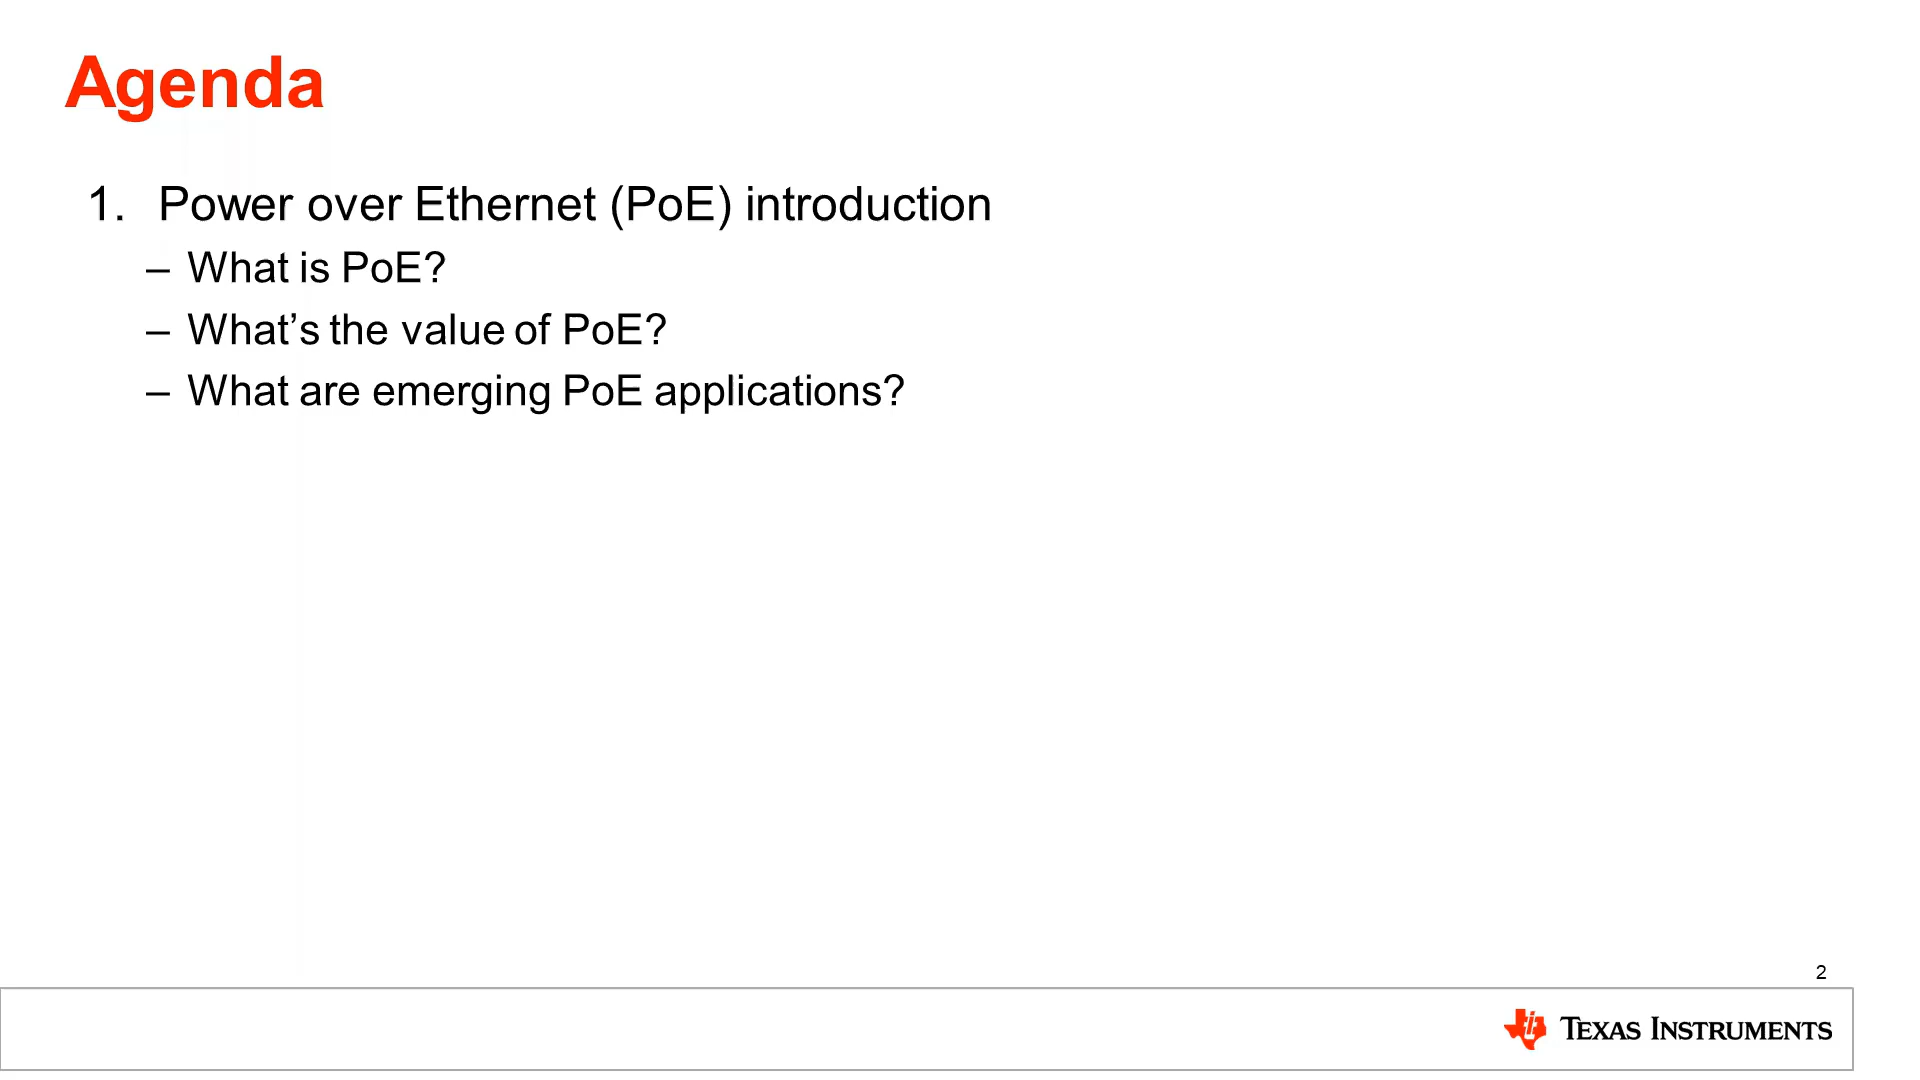 Agenda
1. Power over Ethernet (PoE) introduction
– What is PoE?
– What’s the value of PoE?
– What are emerging PoE applications?
2
TEXAS INSTRUMENTS